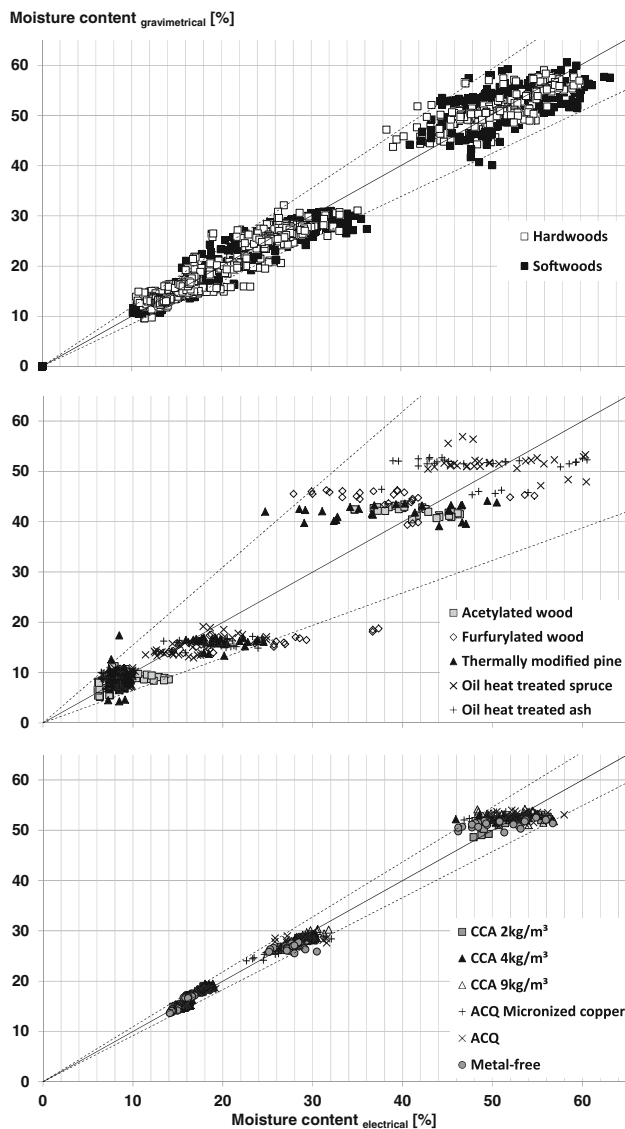 Moisture content gravimetrical [%]
60
50
40
30
20
10
0
Hardwoods
Softwoods
60
50
40
30
20
10
0
Acetylated wood
Furfurylated wood
Thermally modified pine
Oil heat treated spruce
Oil heat treated ash
60
50
40
30
20
10
0
CCA 2kg/m³
CCA 4kg/m³
CCA 9kg/m³
ACQ Micronized copper
ACQ
Metal-free
0 10 20 30 40 50 60
Moisture content electrical [%]